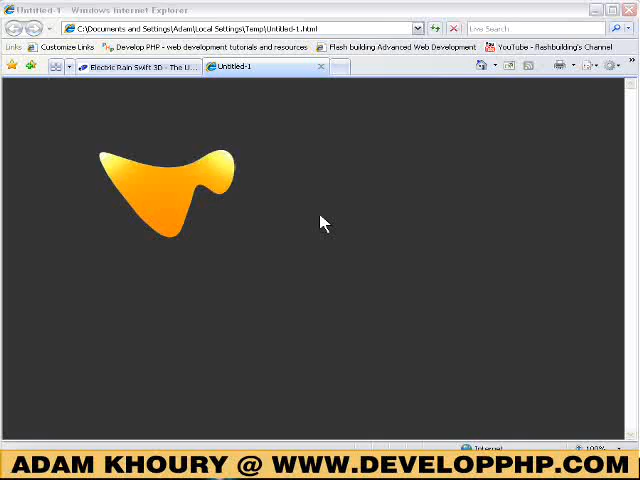 Untitled-1 - Windows Internet Explorer
C:\Documents and Settings\Adam\Local Settings\Temp\Untitled-1.html
Live Search
Links Customize Links Develop PHP - web development tutorials and resources Flash building Advanced Web Development YouTube - flashbuilding's Channel
Electric Rain Swift 3D - The U... Untitled-1
Internet 100%
ADAM KHOURY @ WWW.DEVELOPPHP.COM